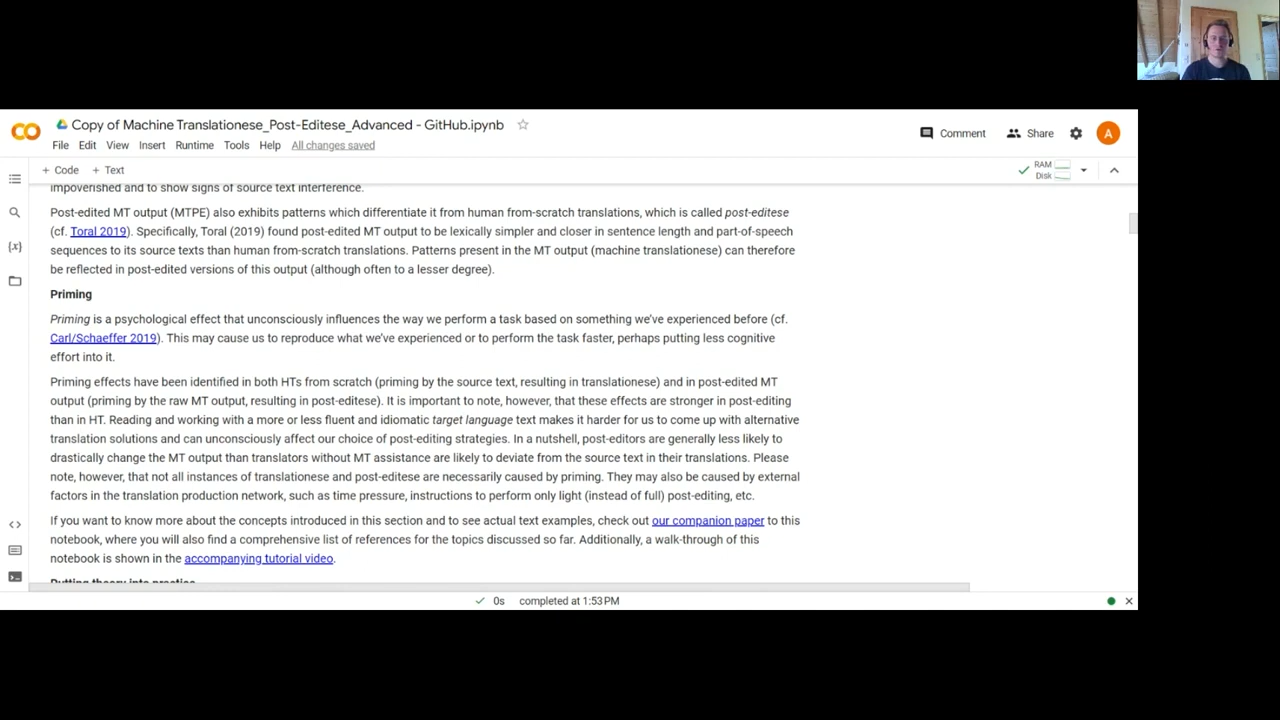 Copy of Machine Translationese_Post-Editese_Advanced - GitHub.ipynb
File Edit View Insert Runtime Tools Help All changes saved
Comment Share A
+ Code + Text
RAM
Disk
impoverished and to show signs of source text interference.
Post-edited MT output (MTPE) also exhibits patterns which differentiate it from human from-scratch translations, which is called post-editese
(cf. Toral 2019). Specifically, Toral (2019) found post-edited MT output to be lexically simpler and closer in sentence length and part-of-speech
sequences to its source texts than human from-scratch translations. Patterns present in the MT output (machine translationese) can therefore
be reflected in post-edited versions of this output (although often to a lesser degree).
Priming
Priming is a psychological effect that unconsciously influences the way we perform a task based on something we've experienced before (cf.
Carl/Schaeffer 2019). This may cause us to reproduce what we've experienced or to perform the task faster, perhaps putting less cognitive
effort into it.
Priming effects have been identified in both HTs from scratch (priming by the source text, resulting in translationese) and in post-edited MT
output (priming by the raw MT output, resulting in post-editese). It is important to note, however, that these effects are stronger in post-editing
than in HT. Reading and working with a more or less fluent and idiomatic target language text makes it harder for us to come up with alternative
translation solutions and can unconsciously affect our choice of post-editing strategies. In a nutshell, post-editors are generally less likely to
drastically change the MT output than translators without MT assistance are likely to deviate from the source text in their translations. Please
note, however, that not all instances of translationese and post-editese are necessarily caused by priming. They may also be caused by external
factors in the translation production network, such as time pressure, instructions to perform only light (instead of full) post-editing, etc.
If you want to know more about the concepts introduced in this section and to see actual text examples, check out our companion paper to this
notebook, where you will also find a comprehensive list of references for the topics discussed so far. Additionally, a walk-through of this
notebook is shown in the accompanying tutorial video.
Putting theory into practice
0s completed at 1:53 PM